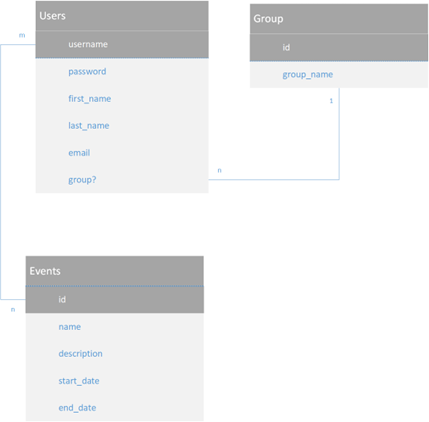 Users
username
password
first_name
last_name
email
group?
Group
id
group_name
m
1
n
Events
id
name
description
start_date
end_date
n